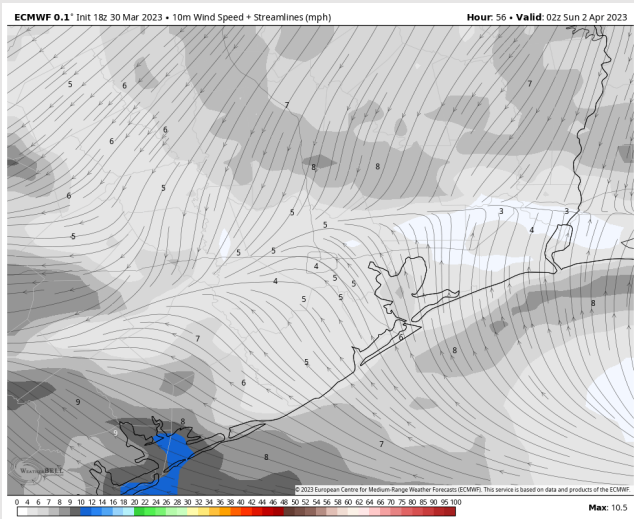 ECMWF 0.1° Init 18z 30 Mar 2023 • 10m Wind Speed + Streamlines (mph) Hour: 56 • Valid: 02z Sun 2 Apr 2023
5 6 7 7
6 6
8 8
6 5
5 3 3
5 5 4
5 5
4 5 5
4 5 5
8
7 6
5 8
6
9
8
9 7
8
WEATHERBELL
© 2023 European Centre for Medium-Range Weather Forecasts (ECMWF). This service is based on data and products of the ECMWF.
0 4 6 7 8 9 10 11 12 13 14 15 16 17 18 20 22 24 26 28 30 32 34 36 38 40 42 44 46 48 50 52 54 56 58 60 62 64 66 70 75 80 85 90 95 100
Max: 10.5